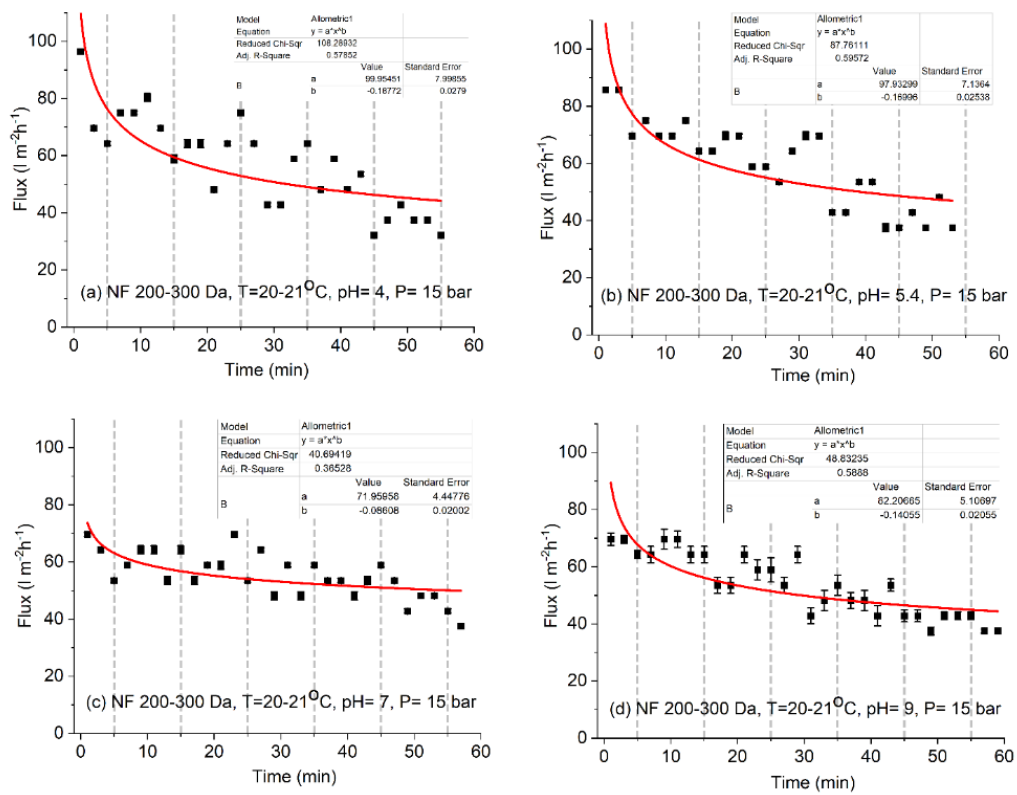 Model Allometric1
Equation y = a*x^b
Reduced Chi-Sqr 108.28932
Adj. R-Square 0.57852
Value Standard Error
B a 99.95451 7.99855
b -0.16772 0.0279
Flux (l m-2h-1)
100
80
60
40
20
0
(a) NF 200-300 Da, T=20-21OC, pH= 4, P= 15 bar
0 10 20 30 40 50 60
Time (min)
Model Allometric1
Equation y = a*x^b
Reduced Chi-Sqr 87.76111
Adj. R-Square 0.59572
Value Standard Error
B a 97.93299 7.1364
b -0.16996 0.02538
Flux (l m-2h-1)
100
80
60
40
20
0
(b) NF 200-300 Da, T=20-21OC, pH= 5.4, P= 15 bar
0 10 20 30 40 50 60
Time (min)
Model Allometric1
Equation y = a*x^b
Reduced Chi-Sqr 40.69419
Adj. R-Square 0.36528
Value Standard Error
B a 71.95958 4.44776
b -0.08608 0.02002
Flux (l m-2h-1)
100
80
60
40
20
0
(c) NF 200-300 Da, T=20-21OC, pH= 7, P= 15 bar
0 10 20 30 40 50 60
Time (min)
Model Allometric1
Equation y = a*x^b
Reduced Chi-Sqr 48.83235
Adj. R-Square 0.5888
Value Standard Error
B a 82.20665 5.10697
b -0.14055 0.02055
Flux (l m-2h-1)
100
80
60
40
20
0
(d) NF 200-300 Da, T=20-21OC, pH= 9, P= 15 bar
0 10 20 30 40 50 60
Time (min)